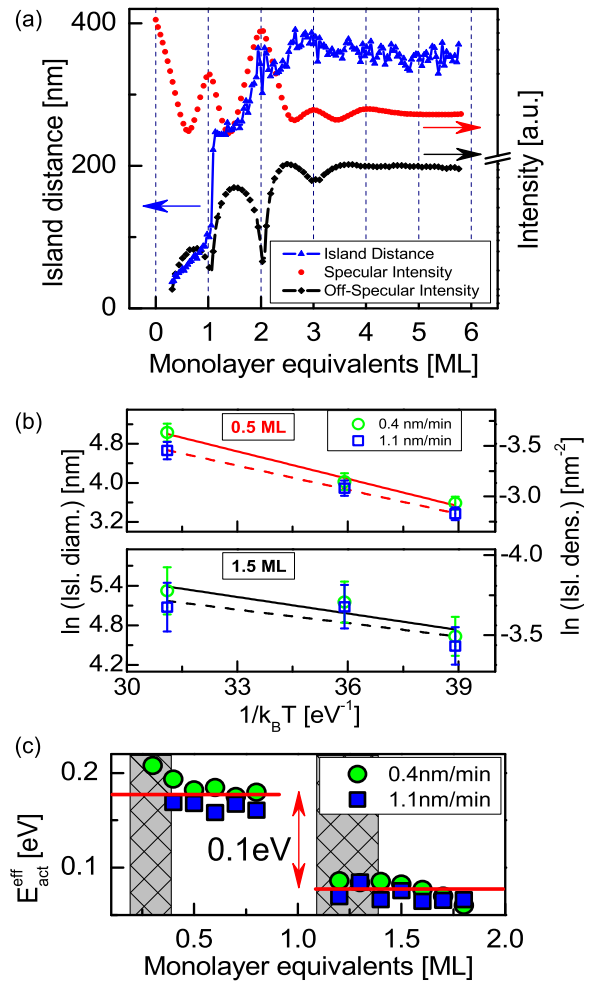 (a)
400
200
0
Island distance [nm]
Intensity [a.u.]
Island Distance
Specular Intensity
Off-Specular Intensity
0 1 2 3 4 5 6
Monolayer equivalents [ML]
(b)
0.5 ML
0.4 nm/min
1.1 nm/min
4.8
4.0
3.2
-3.5
-3.0
ln (Isl. diam.) [nm]
ln (Isl. dens.) [nm⁻²]
1.5 ML
5.4
4.8
4.2
-4.0
-3.5
30 33 36 39
1/k_BT [eV⁻¹]
(c)
0.2
0.1
E_act^eff [eV]
0.4nm/min
1.1nm/min
0.1eV
0.5 1.0 1.5 2.0
Monolayer equivalents [ML]